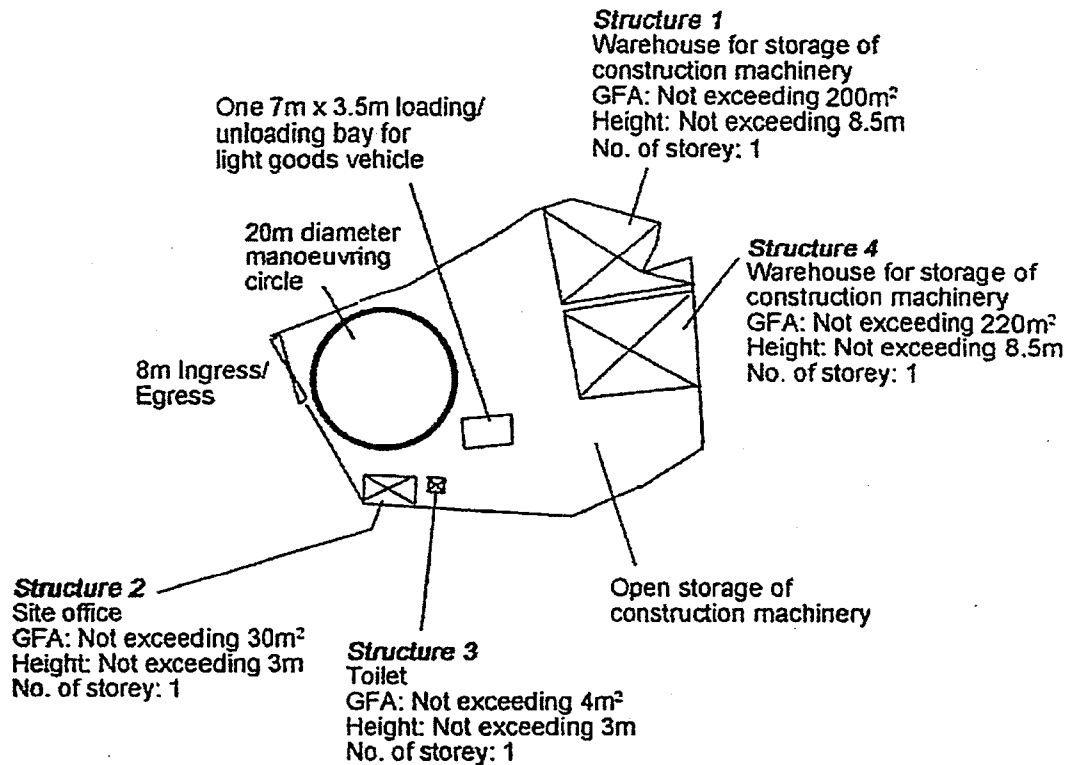 Structure 1
Warehouse for storage of
construction machinery
GFA: Not exceeding 200m²
Height: Not exceeding 8.5m
No. of storey: 1
One 7m x 3.5m loading/
unloading bay for
light goods vehicle
20m diameter
manoeuvring
circle
Structure 4
Warehouse for storage of
construction machinery
GFA: Not exceeding 220m²
Height: Not exceeding 8.5m
No. of storey: 1
8m Ingress/
Egress
Structure 2
Site office
GFA: Not exceeding 30m²
Height: Not exceeding 3m
No. of storey: 1
Structure 3
Toilet
GFA: Not exceeding 4m²
Height: Not exceeding 3m
No. of storey: 1
Open storage of
construction machinery